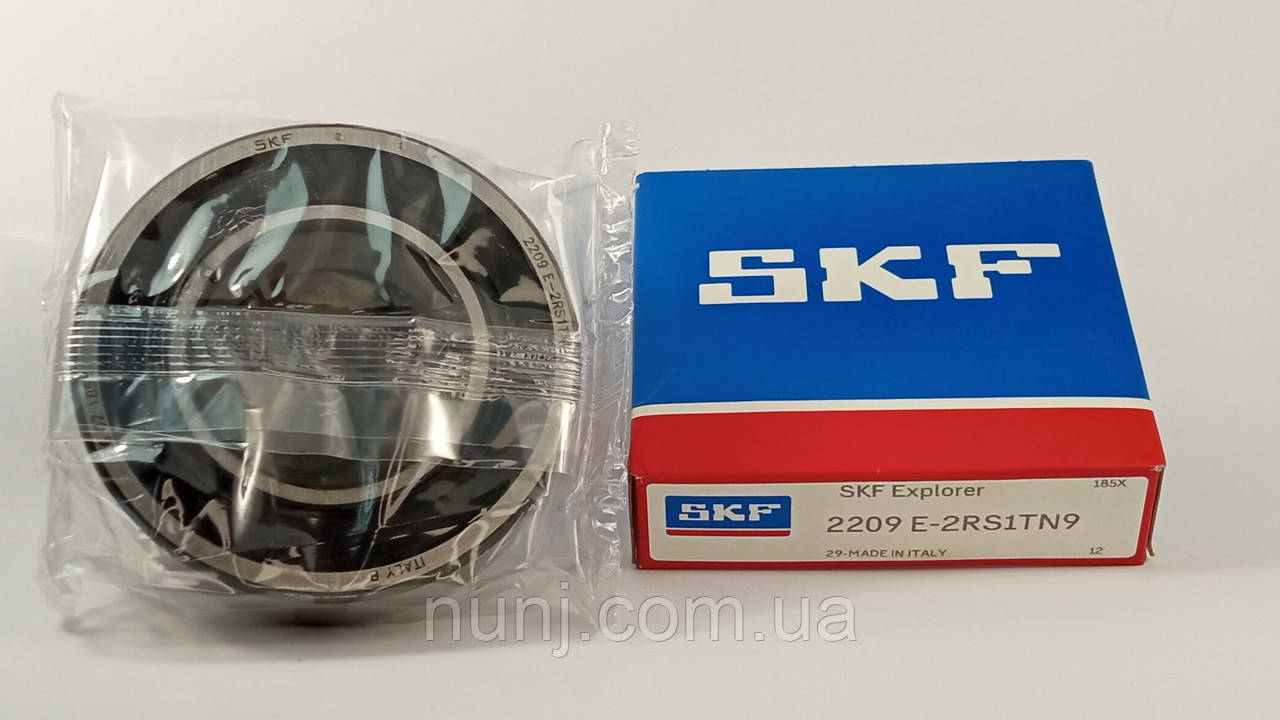 SKF
2209 E-2RS1T
ITALY
SKF
SKF
SKF Explorer
185X
2209 E-2RS1TN9
29-MADE IN ITALY
12
nunj.com.ua